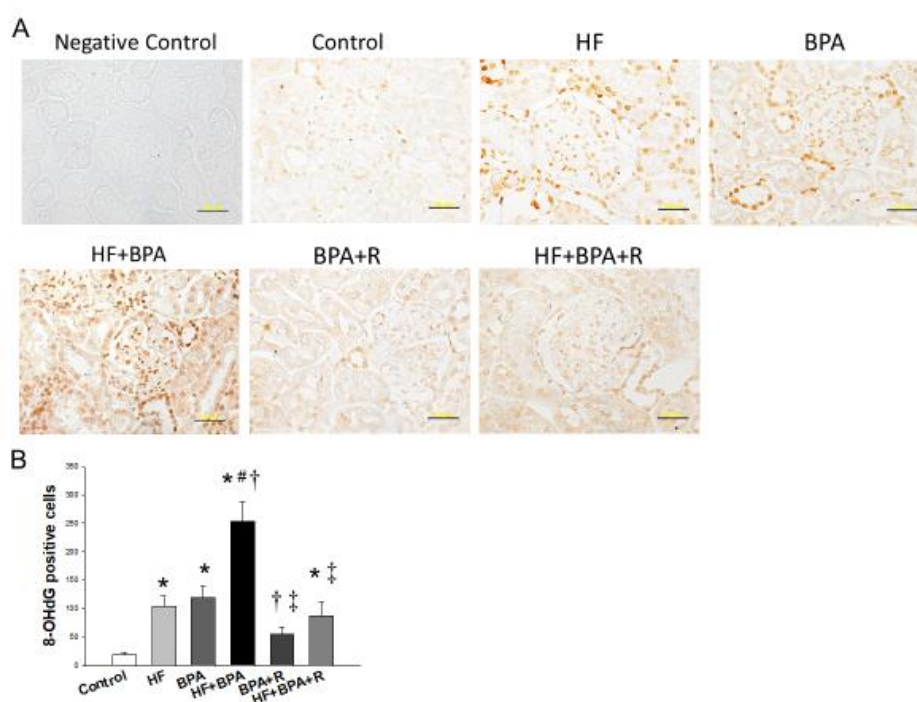 A
Negative Control Control HF BPA
HF+BPA BPA+R HF+BPA+R
B
8-OHdG positive cells
350
300
250
200
150
100
50
0
* * * # † † ‡ * ‡
Control HF BPA HF+BPA BPA+R HF+BPA+R